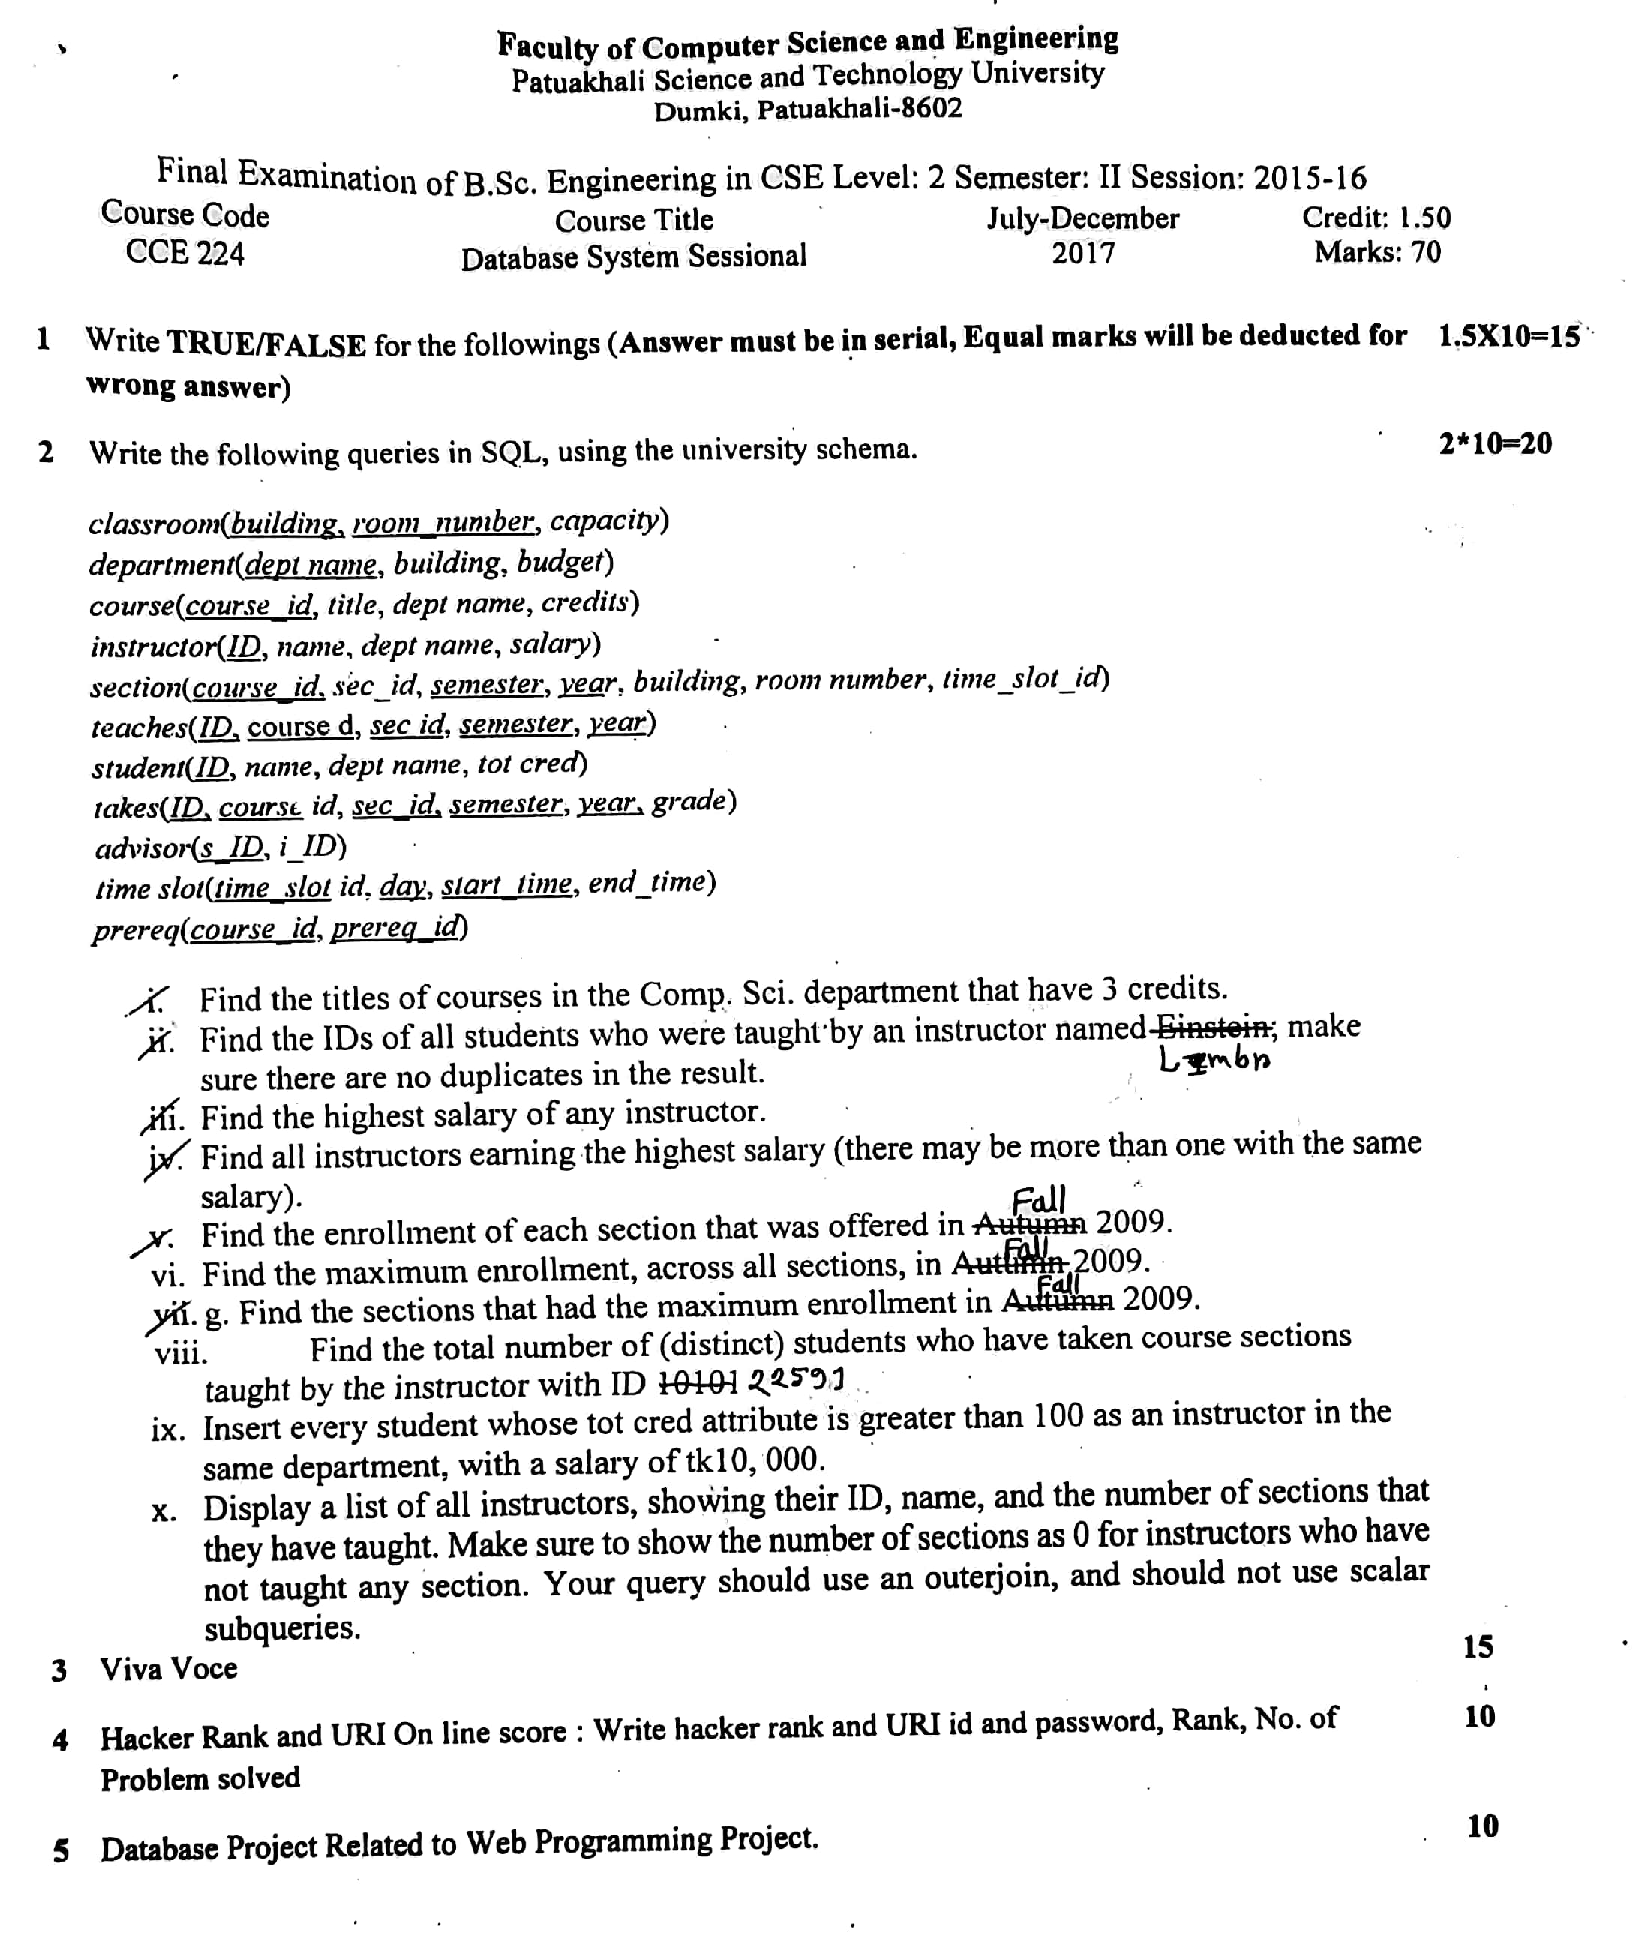 Faculty of Computer Science and Engineering
Patuakhali Science and Technology University
Dumki, Patuakhali-8602
Final Examination of B.Sc. Engineering in CSE Level: 2 Semester: II Session: 2015-16
Course Code Course Title July-December Credit: 1.50
CCE 224 Database System Sessional 2017 Marks: 70
1 Write TRUE/FALSE for the followings (Answer must be in serial, Equal marks will be deducted for 1.5X10=15
wrong answer)
2 Write the following queries in SQL, using the university schema. 2*10=20
classroom(building, room_number, capacity)
department(dept name, building, budget)
course(course_id, title, dept name, credits)
instructor(ID, name, dept name, salary)
section(course_id, sec_id, semester, year, building, room number, time_slot_id)
teaches(ID, course d, sec id, semester, year)
student(ID, name, dept name, tot cred)
takes(ID, course id, sec_id, semester, year, grade)
advisor(s_ID, i_ID)
time slot(time_slot id, day, start_time, end_time)
prereq(course_id, prereq_id)
i. Find the titles of courses in the Comp. Sci. department that have 3 credits.
ii. Find the IDs of all students who were taught by an instructor named Einstein; make
sure there are no duplicates in the result.
iii. Find the highest salary of any instructor.
iv. Find all instructors earning the highest salary (there may be more than one with the same
salary).
Fall
v. Find the enrollment of each section that was offered in Autumn 2009.
Fall
vi. Find the maximum enrollment, across all sections, in Autumn 2009.
Fall
vii. g. Find the sections that had the maximum enrollment in Autumn 2009.
viii. Find the total number of (distinct) students who have taken course sections
taught by the instructor with ID 10101 22591
ix. Insert every student whose tot cred attribute is greater than 100 as an instructor in the
same department, with a salary of tk10, 000.
x. Display a list of all instructors, showing their ID, name, and the number of sections that
they have taught. Make sure to show the number of sections as 0 for instructors who have
not taught any section. Your query should use an outerjoin, and should not use scalar
subqueries.
3 Viva Voce 15
4 Hacker Rank and URI On line score : Write hacker rank and URI id and password, Rank, No. of 10
Problem solved
5 Database Project Related to Web Programming Project. 10